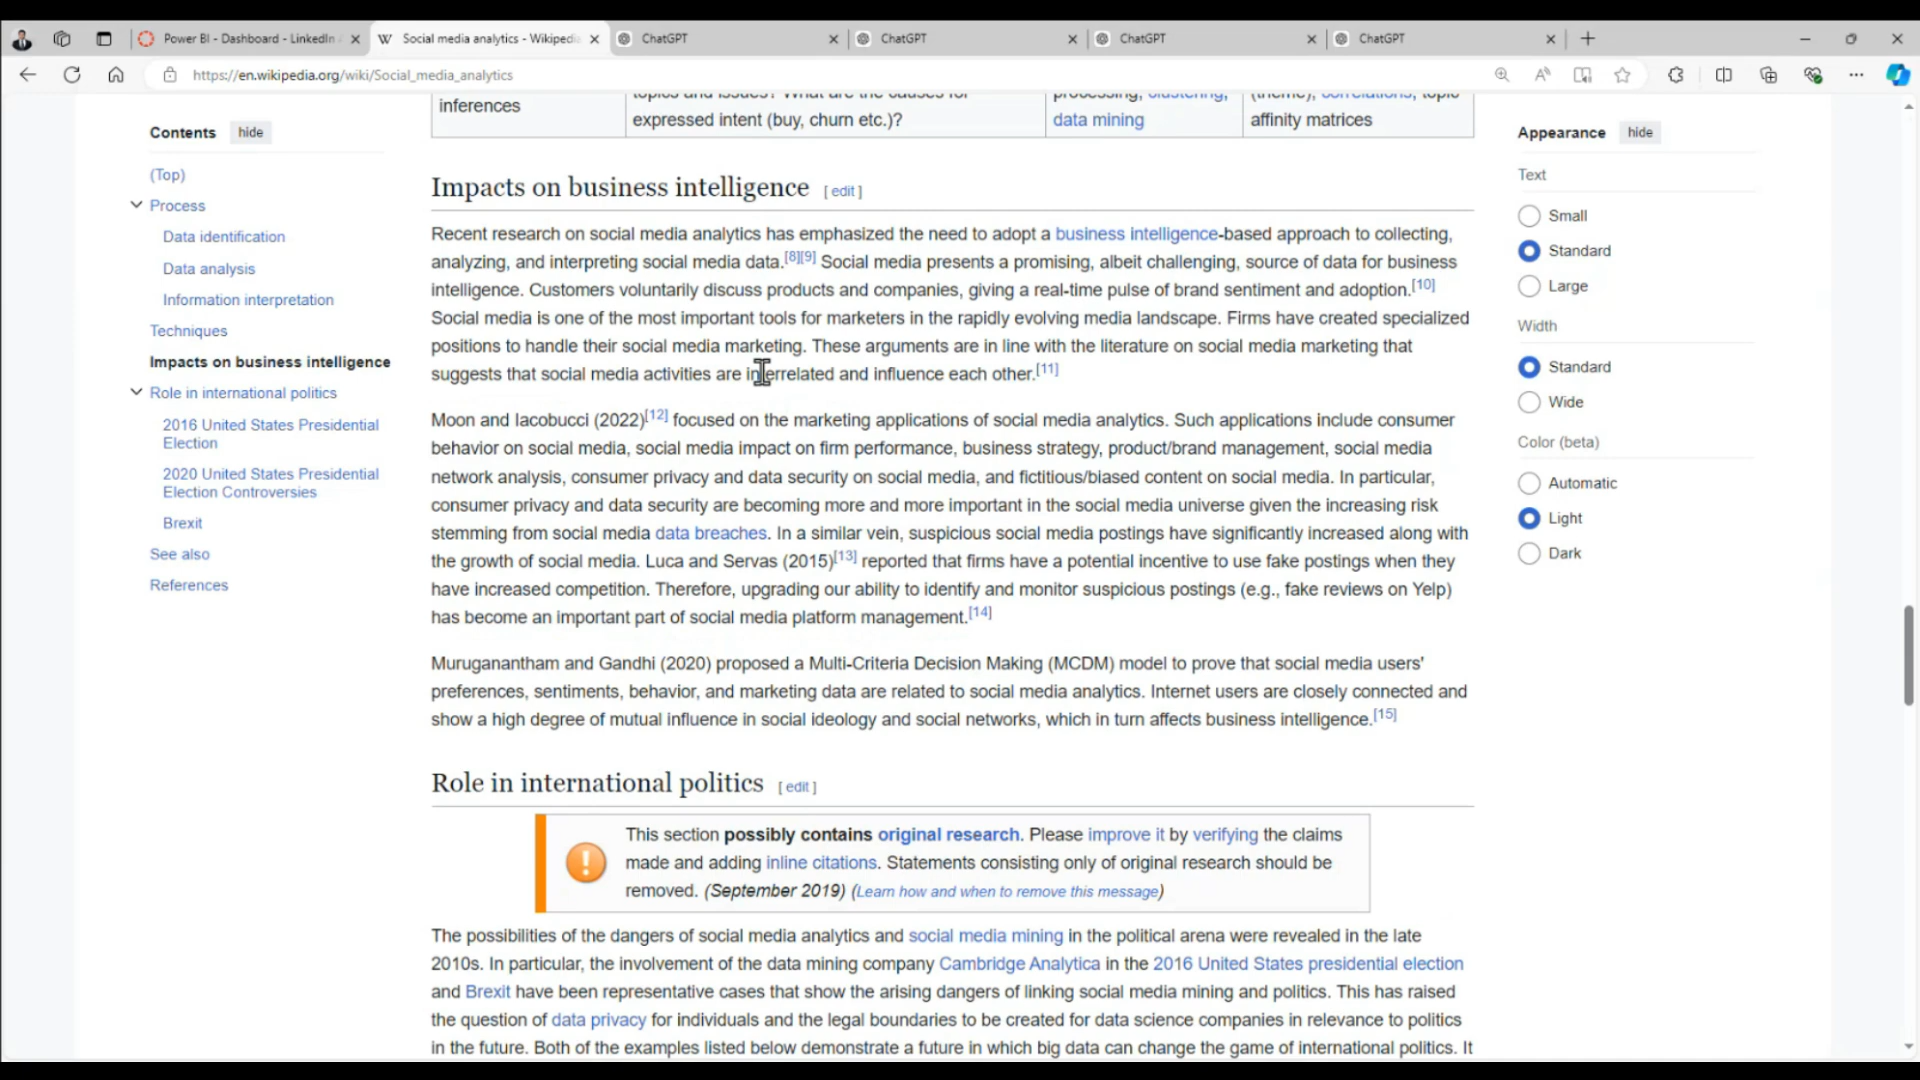 Power BI - Dashboard - LinkedIn
Social media analytics - Wikipedia
ChatGPT
ChatGPT
ChatGPT
ChatGPT
https://en.wikipedia.org/wiki/Social_media_analytics
Contents hide
(Top)
Process
Data identification
Data analysis
Information interpretation
Techniques
Impacts on business intelligence
Role in international politics
2016 United States Presidential
Election
2020 United States Presidential
Election Controversies
Brexit
See also
References
inferences
topics and issues? What are the causes for
expressed intent (buy, churn etc.)?
processing, clustering,
data mining
(theme), correlations, topic
affinity matrices
Impacts on business intelligence [ edit ]
Recent research on social media analytics has emphasized the need to adopt a business intelligence-based approach to collecting,
analyzing, and interpreting social media data.[8][9] Social media presents a promising, albeit challenging, source of data for business
intelligence. Customers voluntarily discuss products and companies, giving a real-time pulse of brand sentiment and adoption.[10]
Social media is one of the most important tools for marketers in the rapidly evolving media landscape. Firms have created specialized
positions to handle their social media marketing. These arguments are in line with the literature on social media marketing that
suggests that social media activities are interrelated and influence each other.[11]
Moon and Iacobucci (2022)[12] focused on the marketing applications of social media analytics. Such applications include consumer
behavior on social media, social media impact on firm performance, business strategy, product/brand management, social media
network analysis, consumer privacy and data security on social media, and fictitious/biased content on social media. In particular,
consumer privacy and data security are becoming more and more important in the social media universe given the increasing risk
stemming from social media data breaches. In a similar vein, suspicious social media postings have significantly increased along with
the growth of social media. Luca and Servas (2015)[13] reported that firms have a potential incentive to use fake postings when they
have increased competition. Therefore, upgrading our ability to identify and monitor suspicious postings (e.g., fake reviews on Yelp)
has become an important part of social media platform management.[14]
Muruganantham and Gandhi (2020) proposed a Multi-Criteria Decision Making (MCDM) model to prove that social media users'
preferences, sentiments, behavior, and marketing data are related to social media analytics. Internet users are closely connected and
show a high degree of mutual influence in social ideology and social networks, which in turn affects business intelligence.[15]
Role in international politics [ edit ]
This section possibly contains original research. Please improve it by verifying the claims
made and adding inline citations. Statements consisting only of original research should be
removed. (September 2019) (Learn how and when to remove this message)
The possibilities of the dangers of social media analytics and social media mining in the political arena were revealed in the late
2010s. In particular, the involvement of the data mining company Cambridge Analytica in the 2016 United States presidential election
and Brexit have been representative cases that show the arising dangers of linking social media mining and politics. This has raised
the question of data privacy for individuals and the legal boundaries to be created for data science companies in relevance to politics
in the future. Both of the examples listed below demonstrate a future in which big data can change the game of international politics. It
Appearance hide
Text
Small
Standard
Large
Width
Standard
Wide
Color (beta)
Automatic
Light
Dark